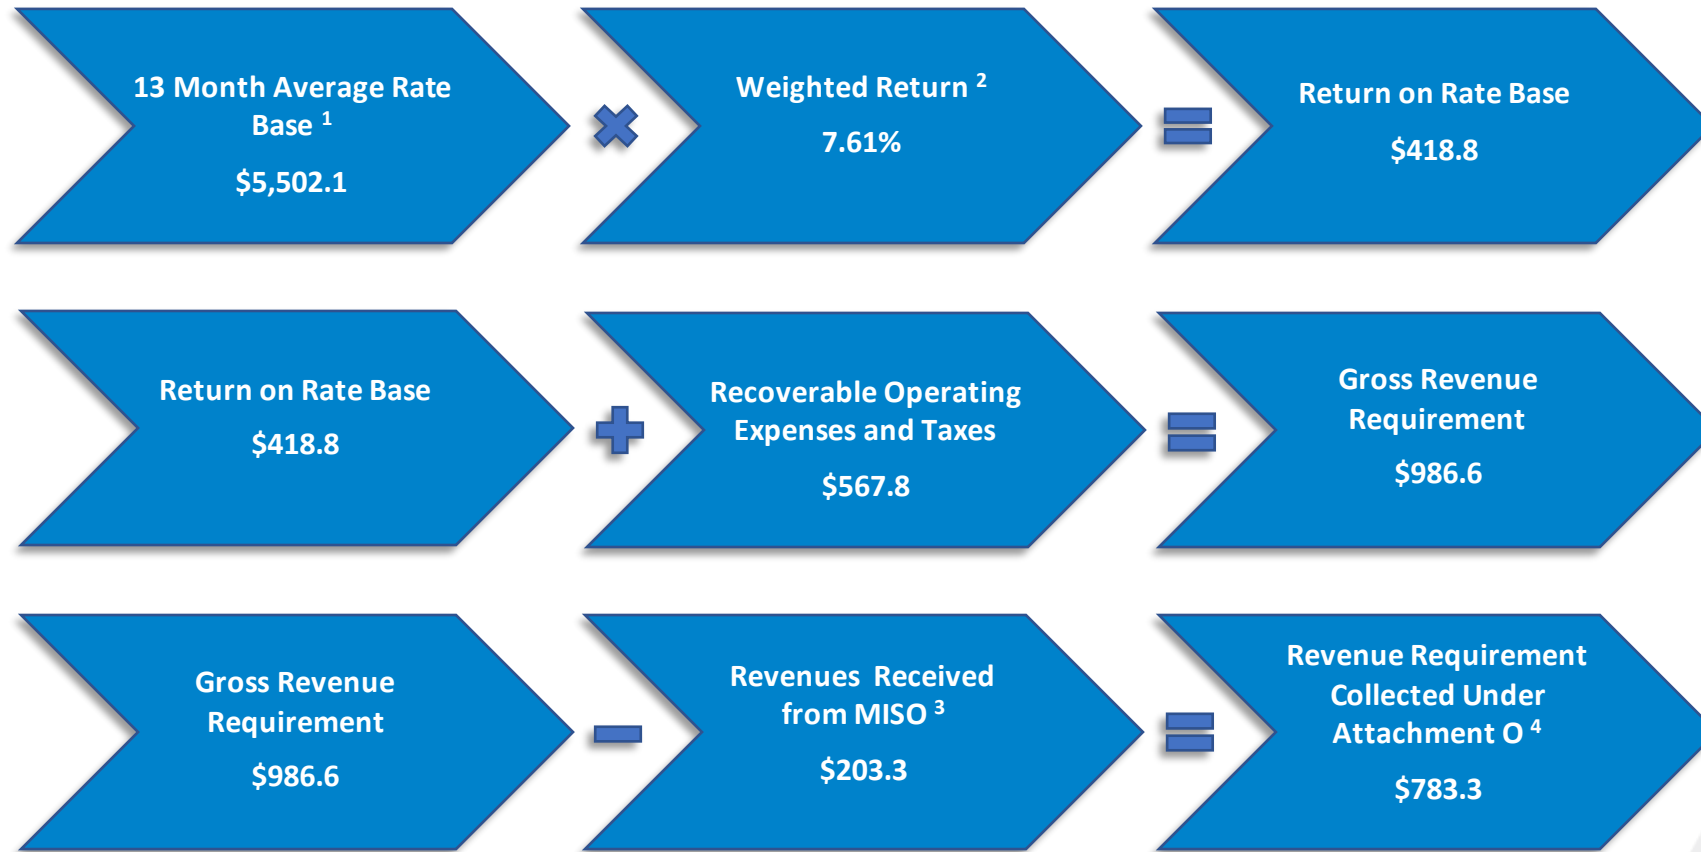 13 Month Average Rate
Base 1
$5,502.1
Weighted Return 2
7.61%
Return on Rate Base
$418.8
Return on Rate Base
$418.8
Recoverable Operating
Expenses and Taxes
$567.8
Gross Revenue
Requirement
$986.6
Gross Revenue
Requirement
$986.6
Revenues Received
from MISO 3
$203.3
Revenue Requirement
Collected Under
Attachment O 4
$783.3